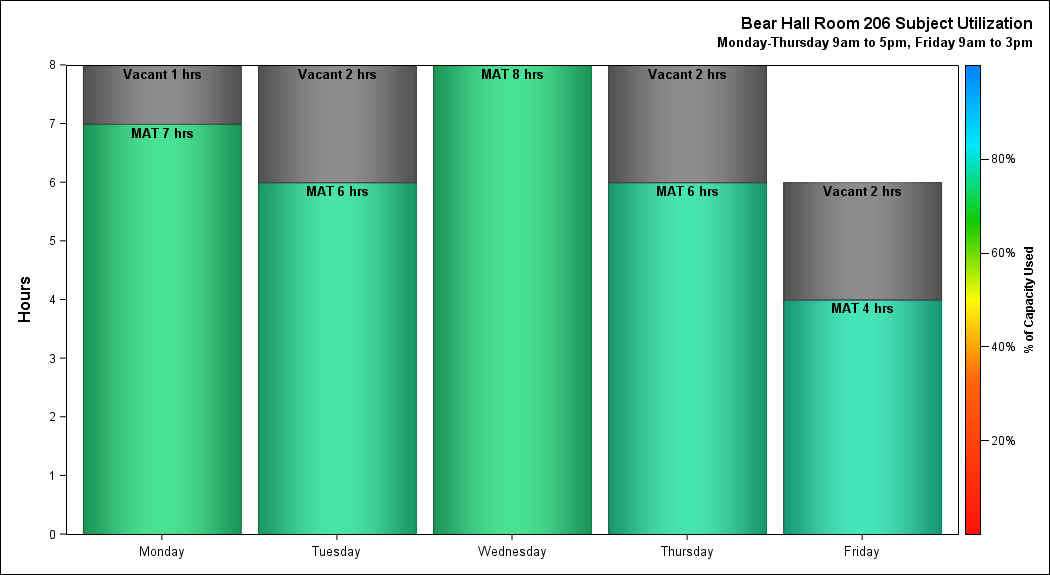 Bear Hall Room 206 Subject Utilization
Monday-Thursday 9am to 5pm, Friday 9am to 3pm
Hours
8
7
6
5
4
3
2
1
0
Vacant 1 hrs
MAT 7 hrs
Vacant 2 hrs
MAT 6 hrs
MAT 8 hrs
Vacant 2 hrs
MAT 6 hrs
Vacant 2 hrs
MAT 4 hrs
Monday
Tuesday
Wednesday
Thursday
Friday
80%
60%
40%
20%
% of Capacity Used